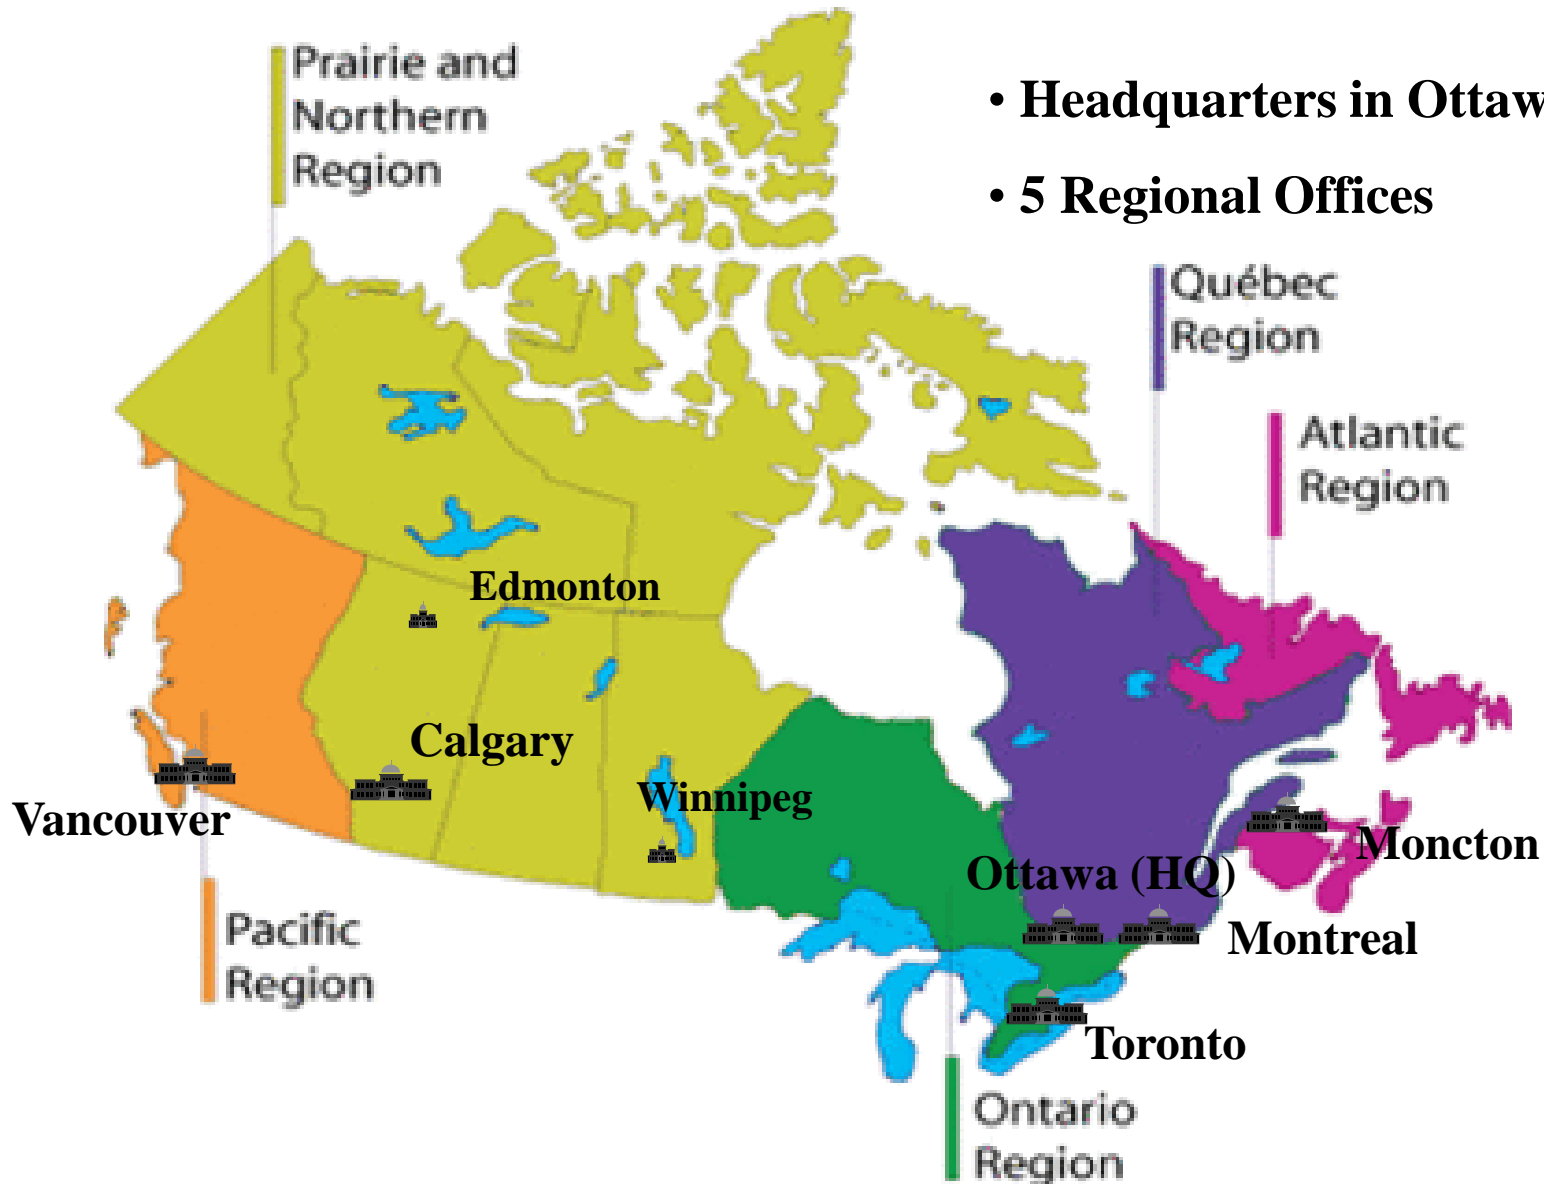 Prairie and
Northern
Region
• Headquarters in Ottaw
• 5 Regional Offices
Québec
Region
Atlantic
Region
Edmonton
Calgary
Winnipeg
Vancouver
Moncton
Ottawa (HQ)
Montreal
Pacific
Region
Toronto
Ontario
Region